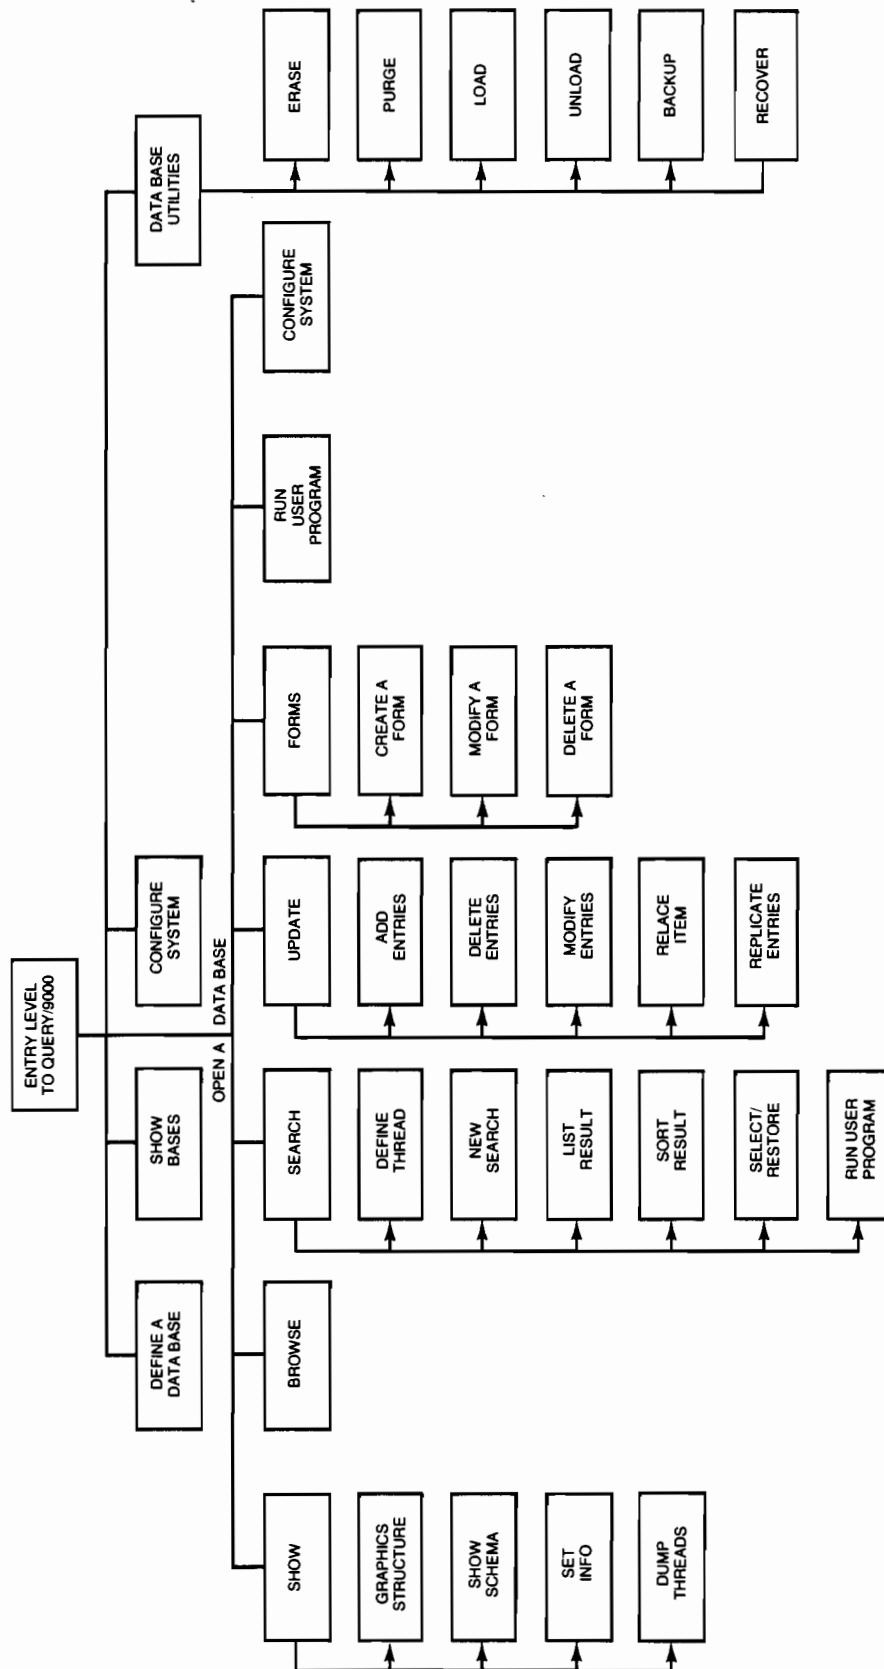 ENTRY LEVEL
TO QUERY/9000
DEFINE A
DATA BASE
SHOW
BASES
CONFIGURE
SYSTEM
DATA BASE
UTILITIES
OPEN A DATA BASE
SHOW
GRAPHICS
STRUCTURE
SHOW
SCHEMA
SET
INFO
DUMP
THREADS
BROWSE
SEARCH
DEFINE
THREAD
NEW
SEARCH
LIST
RESULT
SORT
RESULT
SELECT/
RESTORE
RUN USER
PROGRAM
UPDATE
ADD
ENTRIES
DELETE
ENTRIES
MODIFY
ENTRIES
RELACE
ITEM
REPLICATE
ENTRIES
FORMS
CREATE A
FORM
MODIFY A
FORM
DELETE A
FORM
RUN
USER
PROGRAM
CONFIGURE
SYSTEM
ERASE
PURGE
LOAD
UNLOAD
BACKUP
RECOVER